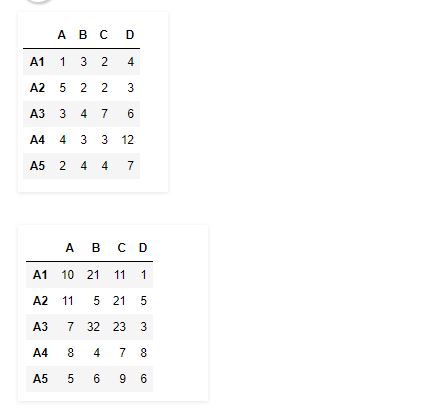 A B C D
A1 1 3 2 4
A2 5 2 2 3
A3 3 4 7 6
A4 4 3 3 12
A5 2 4 4 7
A B C D
A1 10 21 11 1
A2 11 5 21 5
A3 7 32 23 3
A4 8 4 7 8
A5 5 6 9 6